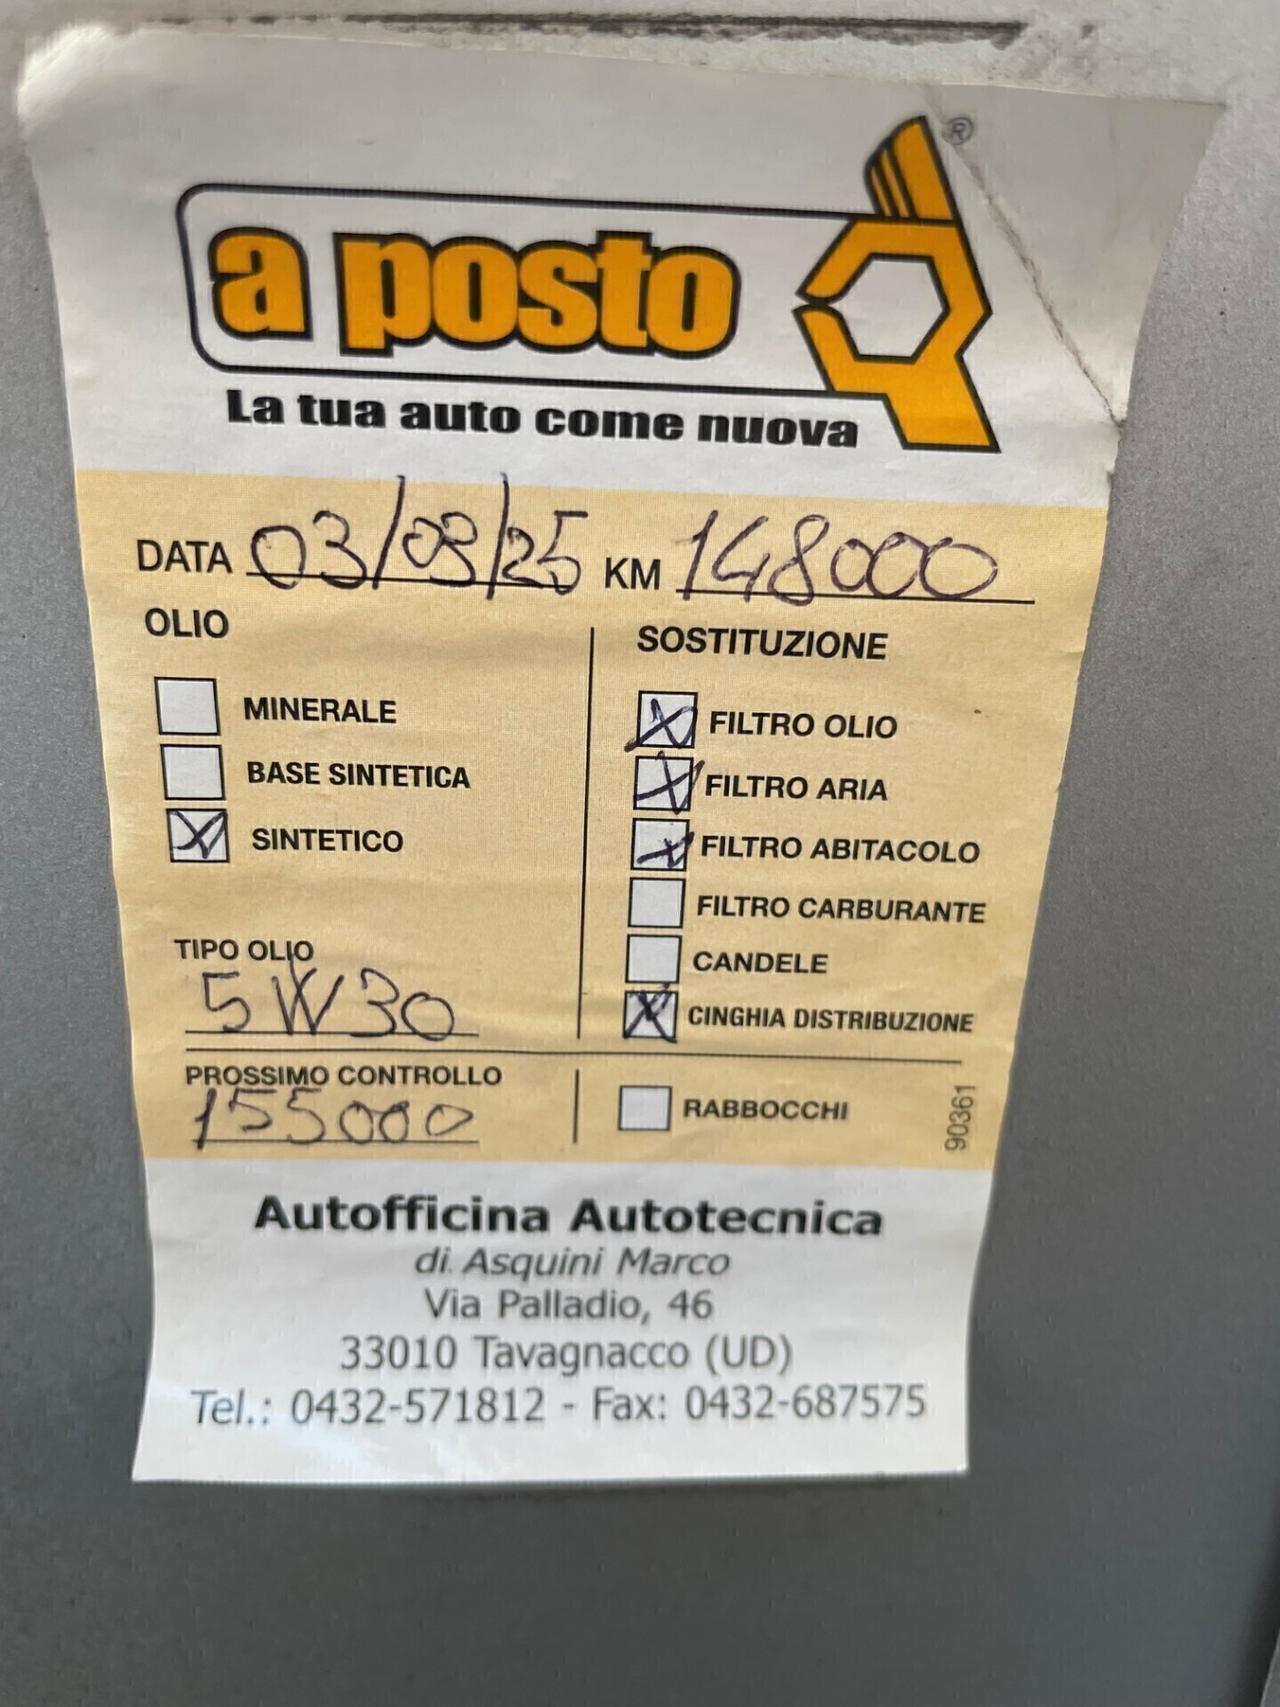 ®
a posto
La tua auto come nuova
DATA 03/09/25 KM 148000
OLIO
MINERALE
BASE SINTETICA
SINTETICO
TIPO OLIO
5W30
SOSTITUZIONE
FILTRO OLIO
FILTRO ARIA
FILTRO ABITACOLO
FILTRO CARBURANTE
CANDELE
CINGHIA DISTRIBUZIONE
PROSSIMO CONTROLLO
155000
RABBOCCHI
90361
Autofficina Autotecnica
di Asquini Marco
Via Palladio, 46
33010 Tavagnacco (UD)
Tel.: 0432-571812 - Fax: 0432-687575